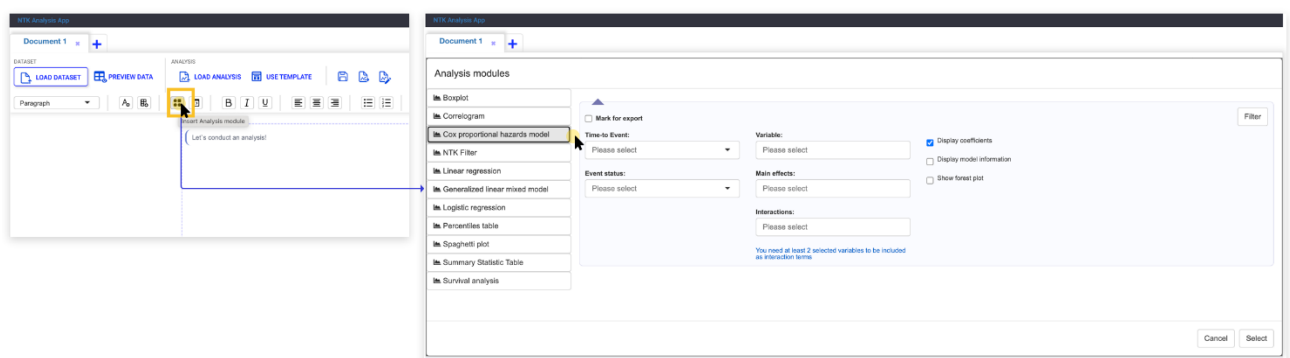 NTK Analysis App
Document 1
DATASET
ANALYSIS
LOAD DATASET
PREVIEW DATA
LOAD ANALYSIS
USE TEMPLATE
Paragraph
B I U
Insert Analysis module
Let's conduct an analysis!
NTK Analysis App
Document 1
Analysis modules
Boxplot
Correlogram
Cox proportional hazards model
NTK Filter
Linear regression
Generalized linear mixed model
Logistic regression
Percentiles table
Spaghetti plot
Summary Statistic Table
Survival analysis
Mark for export
Filter
Time-to Event:
Please select
Event status:
Please select
Variable:
Please select
Main effects:
Please select
Interactions:
Please select
You need at least 2 selected variables to be included
as interaction terms
Display coefficients
Display model information
Show forest plot
Cancel
Select